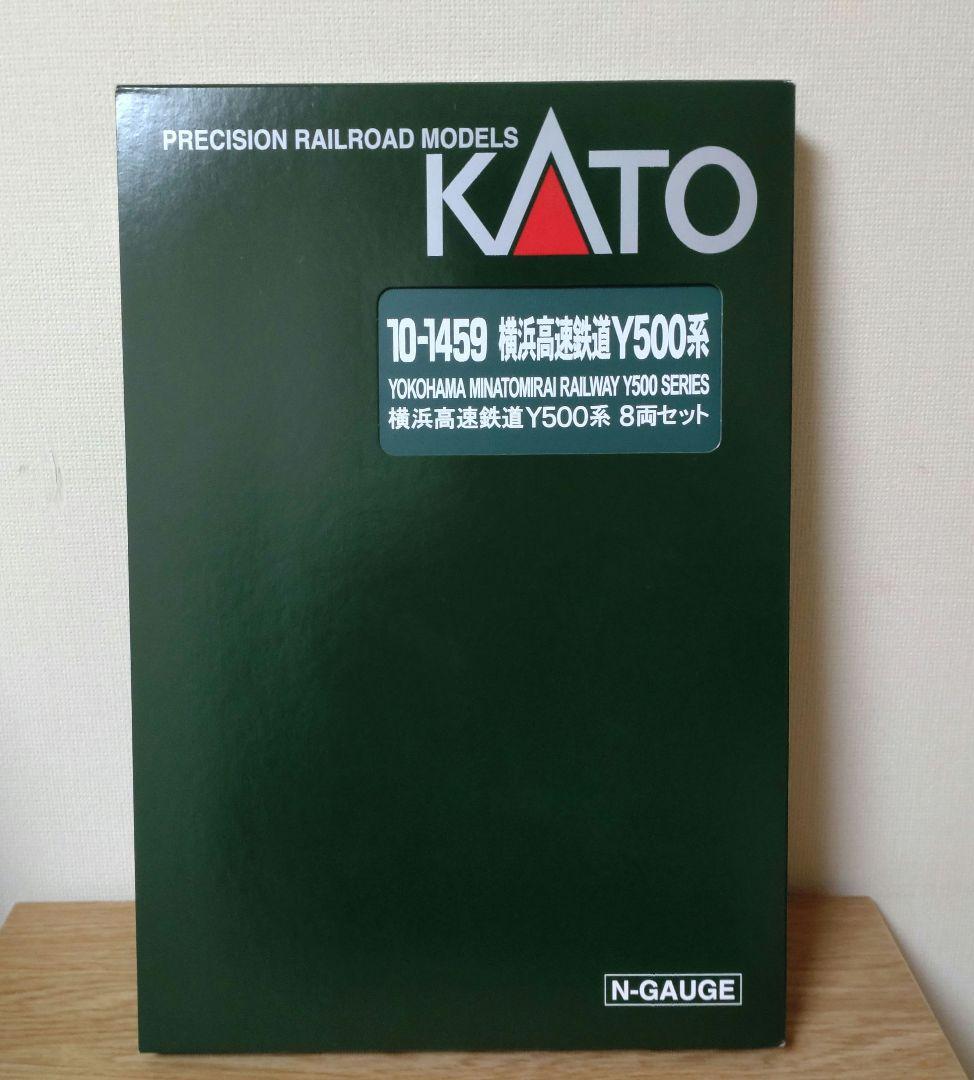 PRECISION RAILROAD MODELS
KATO
10-1459 横浜高速鉄道Y500系
YOKOHAMA MINATOMIRAI RAILWAY Y500 SERIES
横浜高速鉄道Y500系 8両セット
N-GAUGE